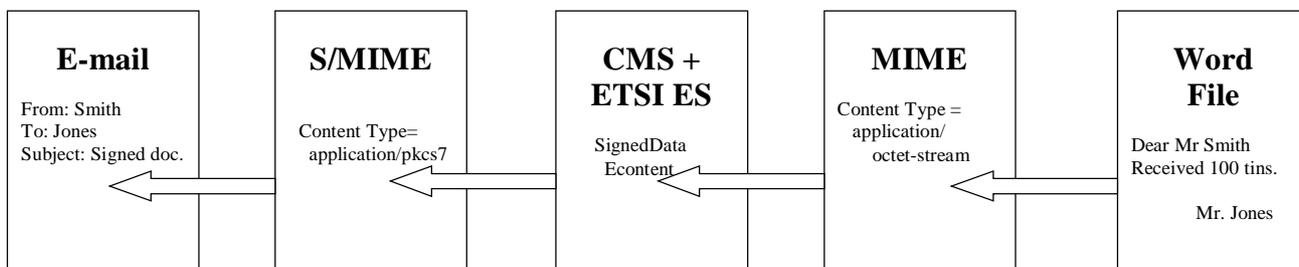 E-mail
From: Smith
To: Jones
Subject: Signed doc.
S/MIME
Content Type=
application/pkcs7
CMS +
ETSI ES
SignedData
Econtent
MIME
Content Type =
application/
octet-stream
Word
File
Dear Mr Smith
Received 100 tins.
Mr. Jones